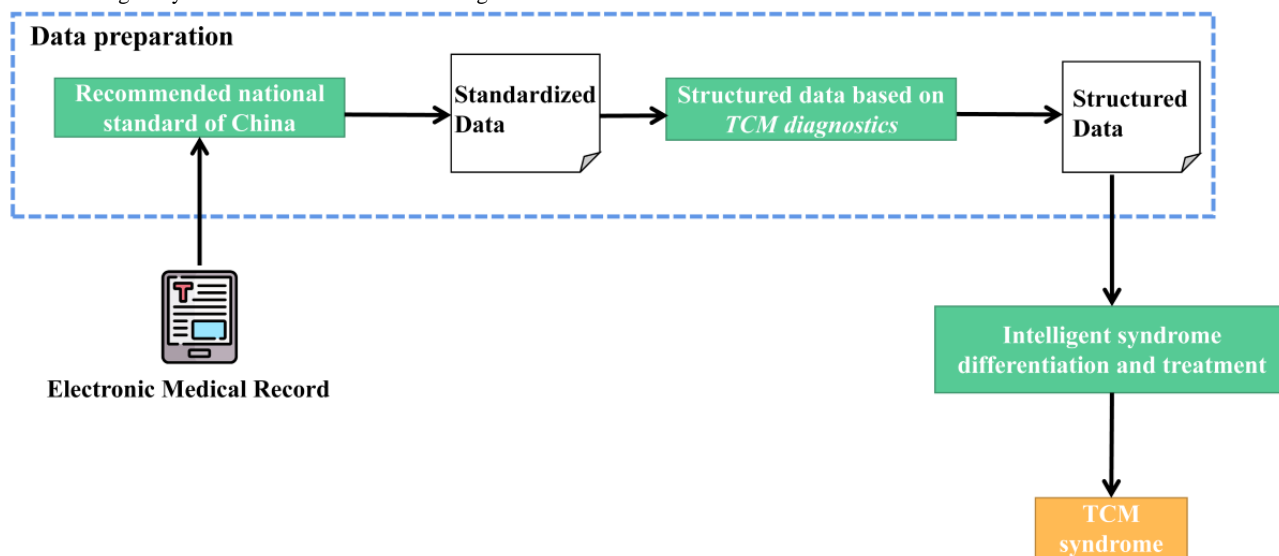 Data preparation
Recommended national
standard of China
Standardized
Data
Structured data based on
TCM diagnostics
Structured
Data
T
Electronic Medical Record
Intelligent syndrome
differentiation and treatment
TCM
syndrome